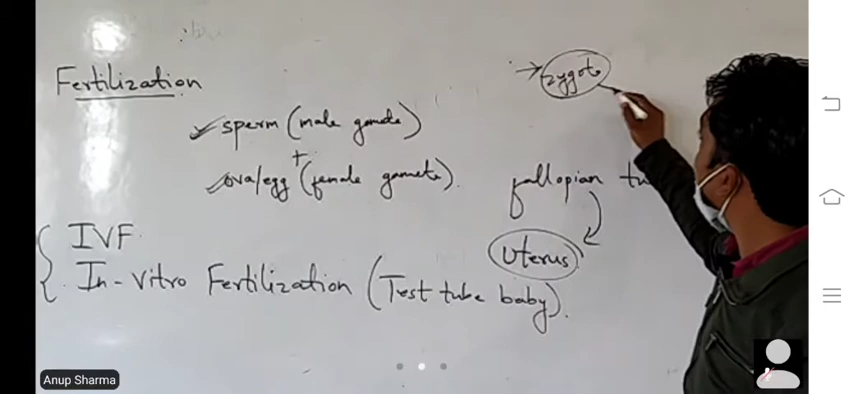 Fertilization
→ zygote
sperm (male gamete)
+
ova/egg (female gamete).
fallopian tu
Uterus
IVF.
In-vitro Fertilization (Test tube baby).
Anup Sharma